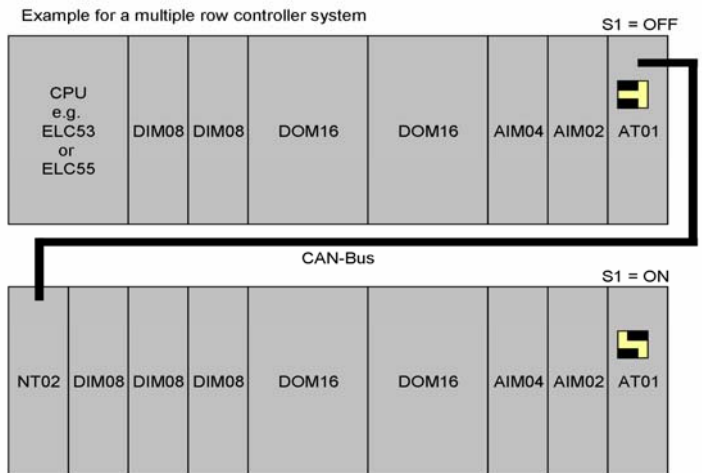 Example for a multiple row controller system
S1 = OFF
CPU
e.g.
ELC53
or
ELC55
DIM08 DIM08 DOM16 DOM16 AIM04 AIM02 AT01
CAN-Bus
S1 = ON
NT02 DIM08 DIM08 DIM08 DOM16 DOM16 AIM04 AIM02 AT01